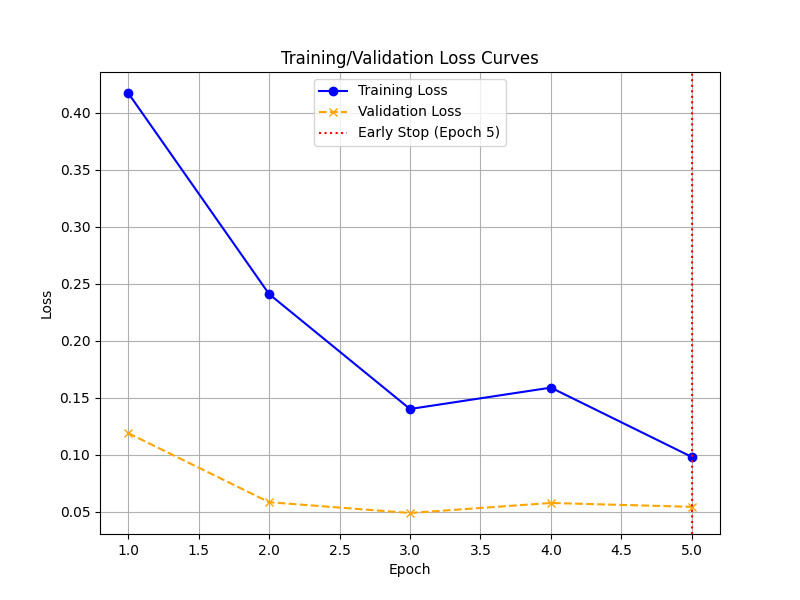 Training/Validation Loss Curves
Training Loss
Validation Loss
Early Stop (Epoch 5)
Loss
0.40
0.35
0.30
0.25
0.20
0.15
0.10
0.05
1.0 1.5 2.0 2.5 3.0 3.5 4.0 4.5 5.0
Epoch